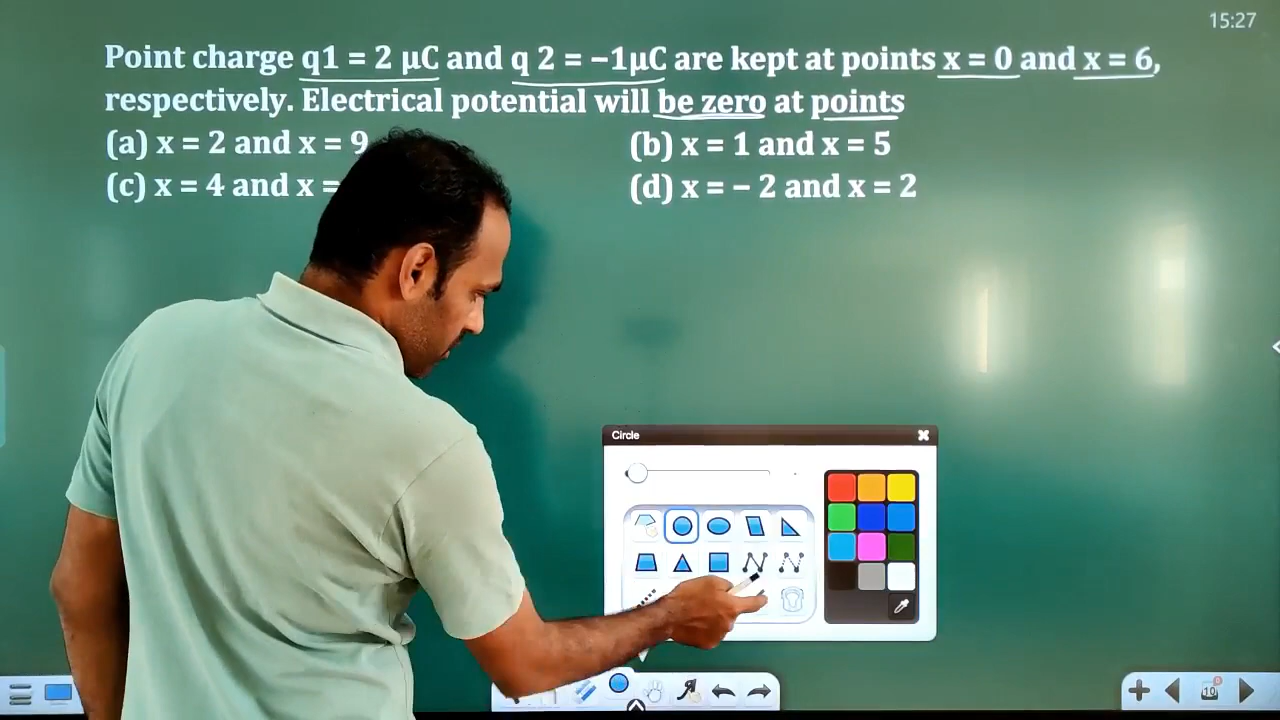 15:27
Point charge q1 = 2 μC and q 2 = −1μC are kept at points x = 0 and x = 6,
respectively. Electrical potential will be zero at points
(a) x = 2 and x = 9
(b) x = 1 and x = 5
(c) x = 4 and x =
(d) x = − 2 and x = 2
Circle
10